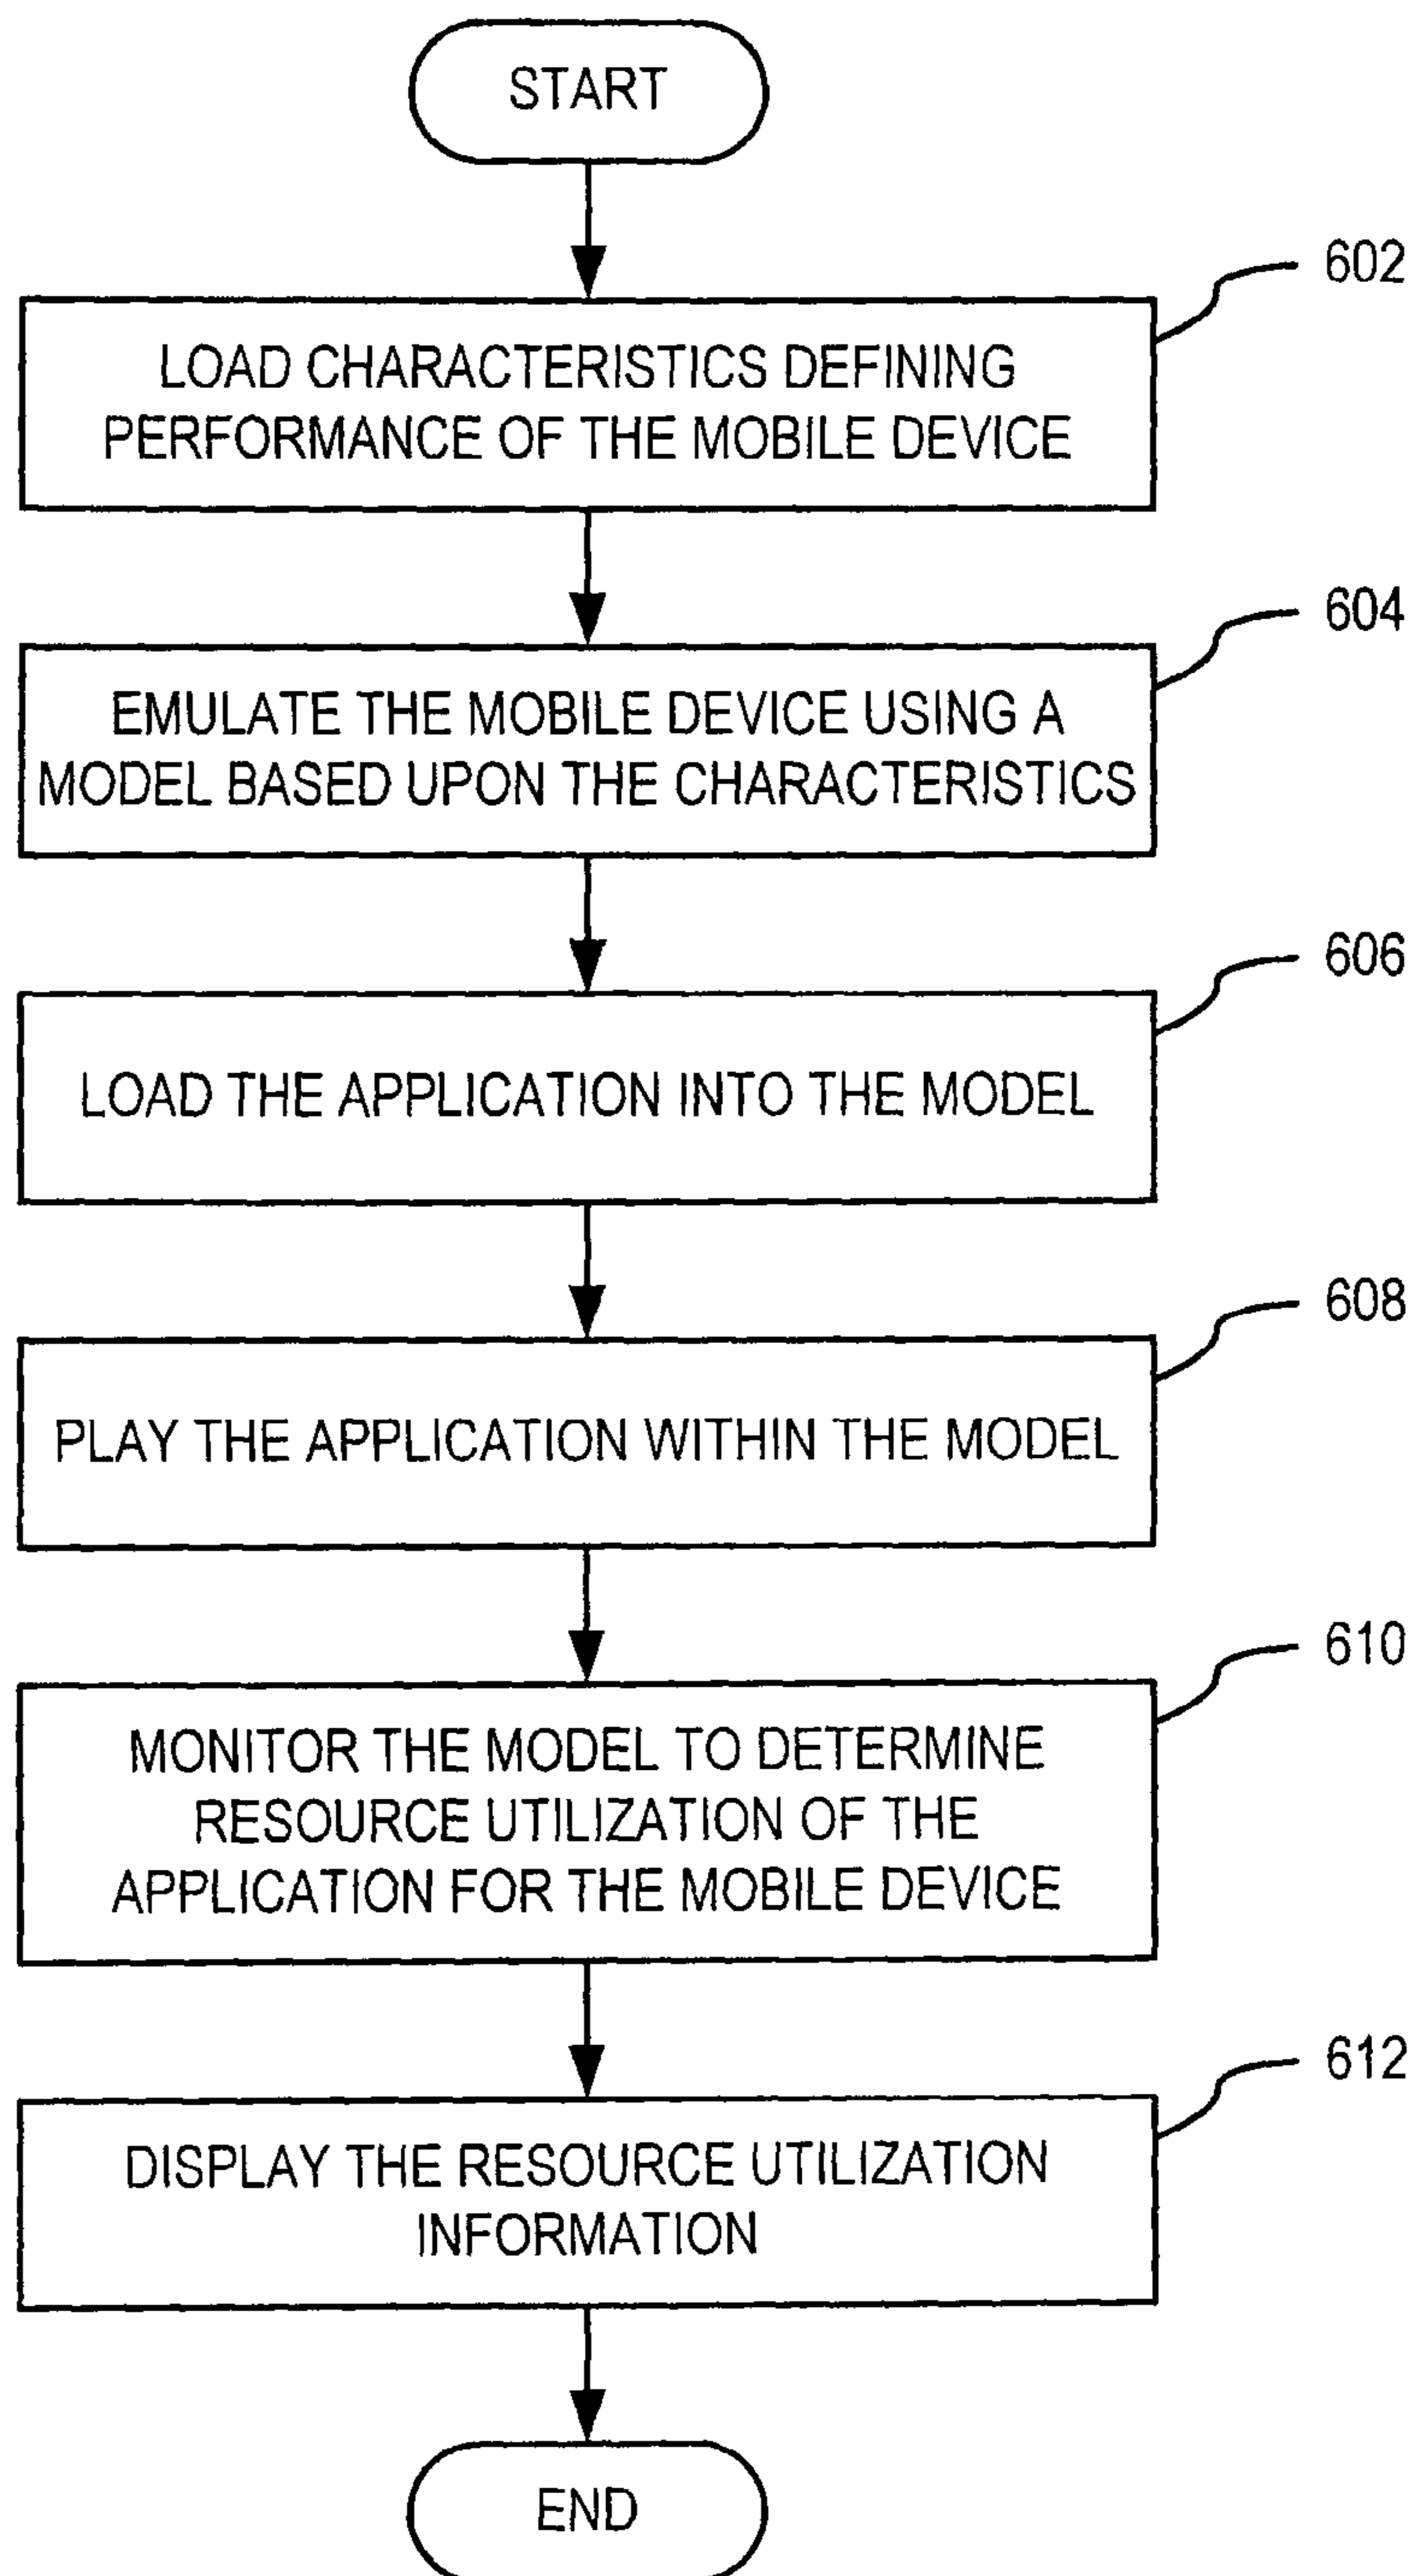 START
602
LOAD CHARACTERISTICS DEFINING
PERFORMANCE OF THE MOBILE DEVICE
604
EMULATE THE MOBILE DEVICE USING A
MODEL BASED UPON THE CHARACTERISTICS
606
LOAD THE APPLICATION INTO THE MODEL
608
PLAY THE APPLICATION WITHIN THE MODEL
610
MONITOR THE MODEL TO DETERMINE
RESOURCE UTILIZATION OF THE
APPLICATION FOR THE MOBILE DEVICE
612
DISPLAY THE RESOURCE UTILIZATION
INFORMATION
END